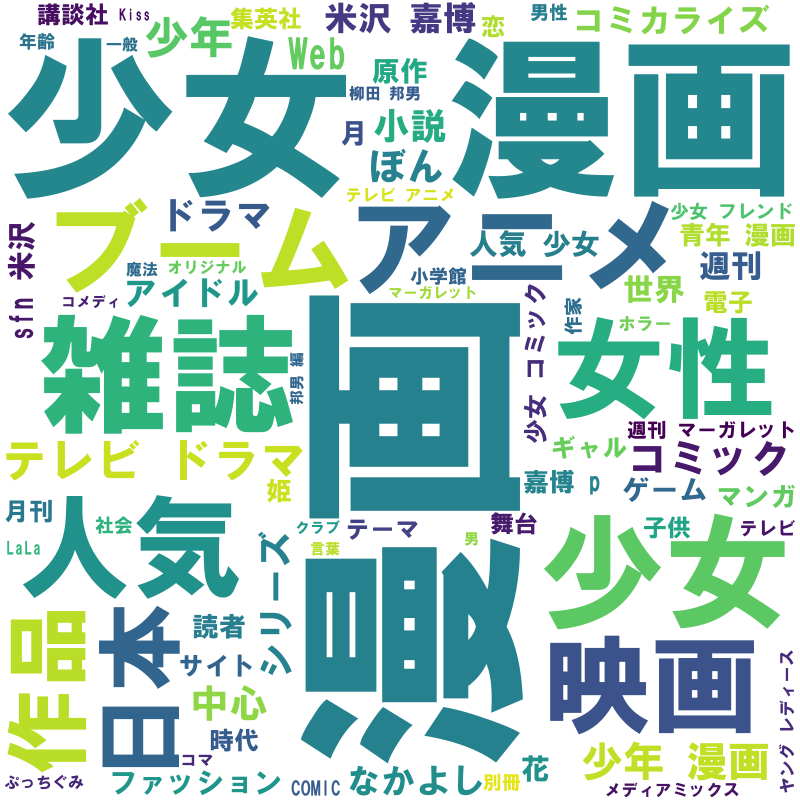 講談社 Kiss
少年
集英社
米沢 嘉博
恋
男性
コミカライズ
年齢
一般
Web
原作
柳田 邦男
少女 漫画
月
小説
ぽん
テレビ アニメ
ブーム
ドラマ
アニメ
少女 フレンド
人気 少女
青年 漫画
sfn 米沢
魔法
オリジナル
小学館
週刊
コメディ
アイドル
マーガレット
世界
電子
雑誌
邦男 編
漫画
少女 コミック
作家
ホラー
女性
週刊 マーガレット
テレビ ドラマ
姫
ギャル
コミック
嘉博 p
ゲーム
マンガ
月刊
人気
社会
クラブ
テーマ
舞台
子供
テレビ
LaLa
言葉
男
少女
作品
日本
読者
シリーズ
サイト
映画
中心
時代
ヤング レディース
コマ
少年 漫画
ぷっちぐみ
ファッション
COMIC
なかよし
別冊
花
メディアミックス